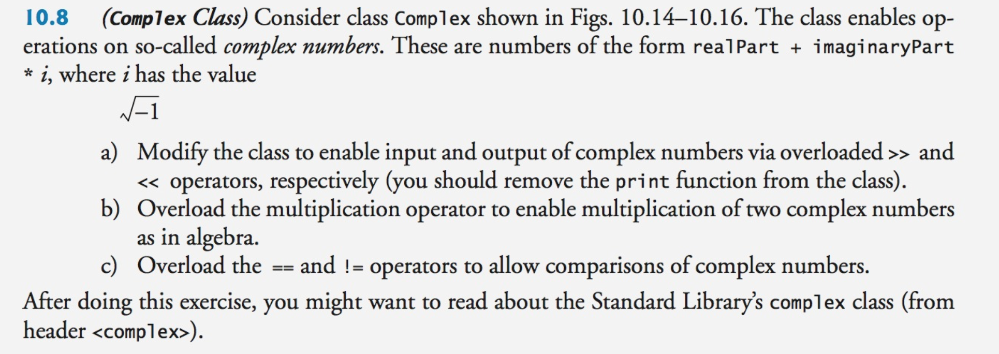 10.8 (Complex Class) Consider class Complex shown in Figs. 10.14–10.16. The class enables op-
erations on so-called complex numbers. These are numbers of the form realPart + imaginaryPart
* i, where i has the value
√−1
a) Modify the class to enable input and output of complex numbers via overloaded >> and
<< operators, respectively (you should remove the print function from the class).
b) Overload the multiplication operator to enable multiplication of two complex numbers
as in algebra.
c) Overload the == and != operators to allow comparisons of complex numbers.
After doing this exercise, you might want to read about the Standard Library’s complex class (from
header <complex>).